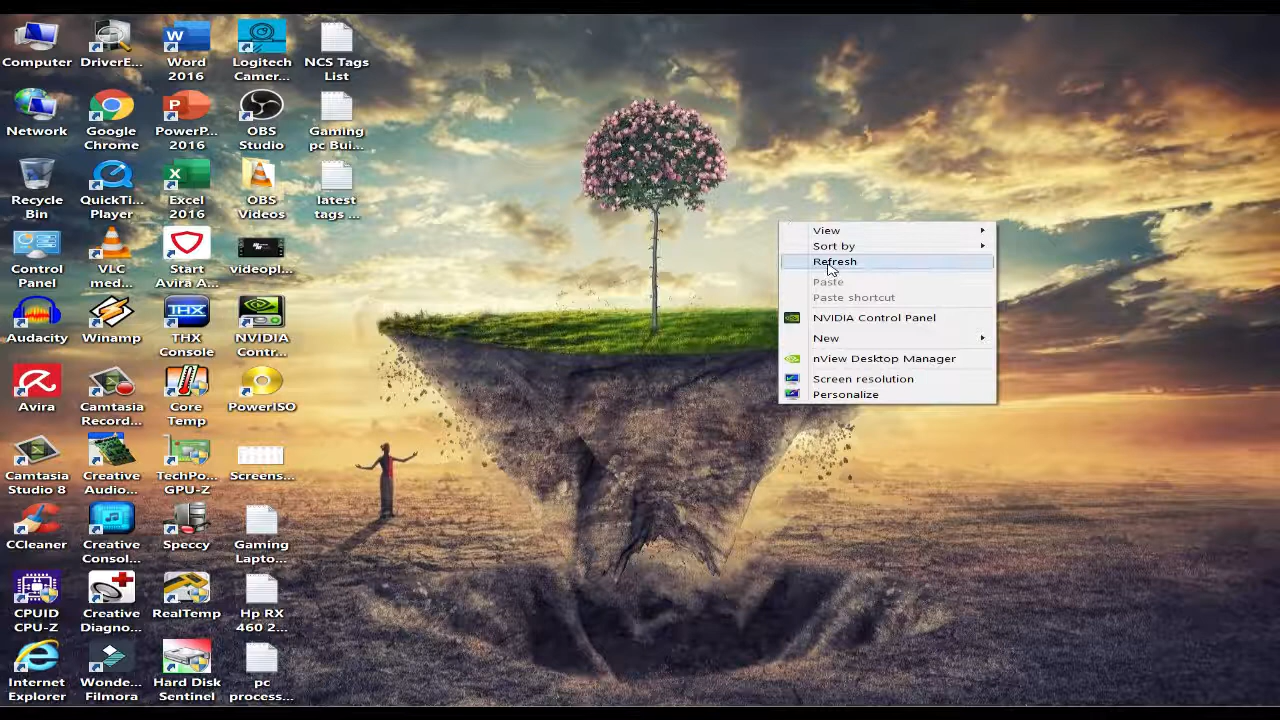 Computer
DriverE...
Word
2016
Logitech
Camer...
NCS Tags
List
Network
Google
Chrome
PowerP...
2016
OBS
Studio
Gaming
pc Bui...
Recycle
Bin
QuickTi...
Player
Excel
2016
OBS
Videos
latest
tags ...
Control
Panel
VLC
med...
Start
Avira A...
videopl...
Audacity
Winamp
THX
THX
Console
NVIDIA
Contr...
Avira
Camtasia
Record...
Core
Temp
PowerISO
Camtasia
Studio 8
Creative
Audio...
TechPo...
GPU-Z
Screens...
CCleaner
Creative
Consol...
Speccy
Gaming
Lapto...
CPUID
CPU-Z
Creative
Diagno...
RealTemp
Hp RX
460 2...
Internet
Explorer
Wonde...
Filmora
Hard Disk
Sentinel
pc
process...
View
Sort by
Refresh
Paste
Paste shortcut
NVIDIA Control Panel
New
nView Desktop Manager
Screen resolution
Personalize